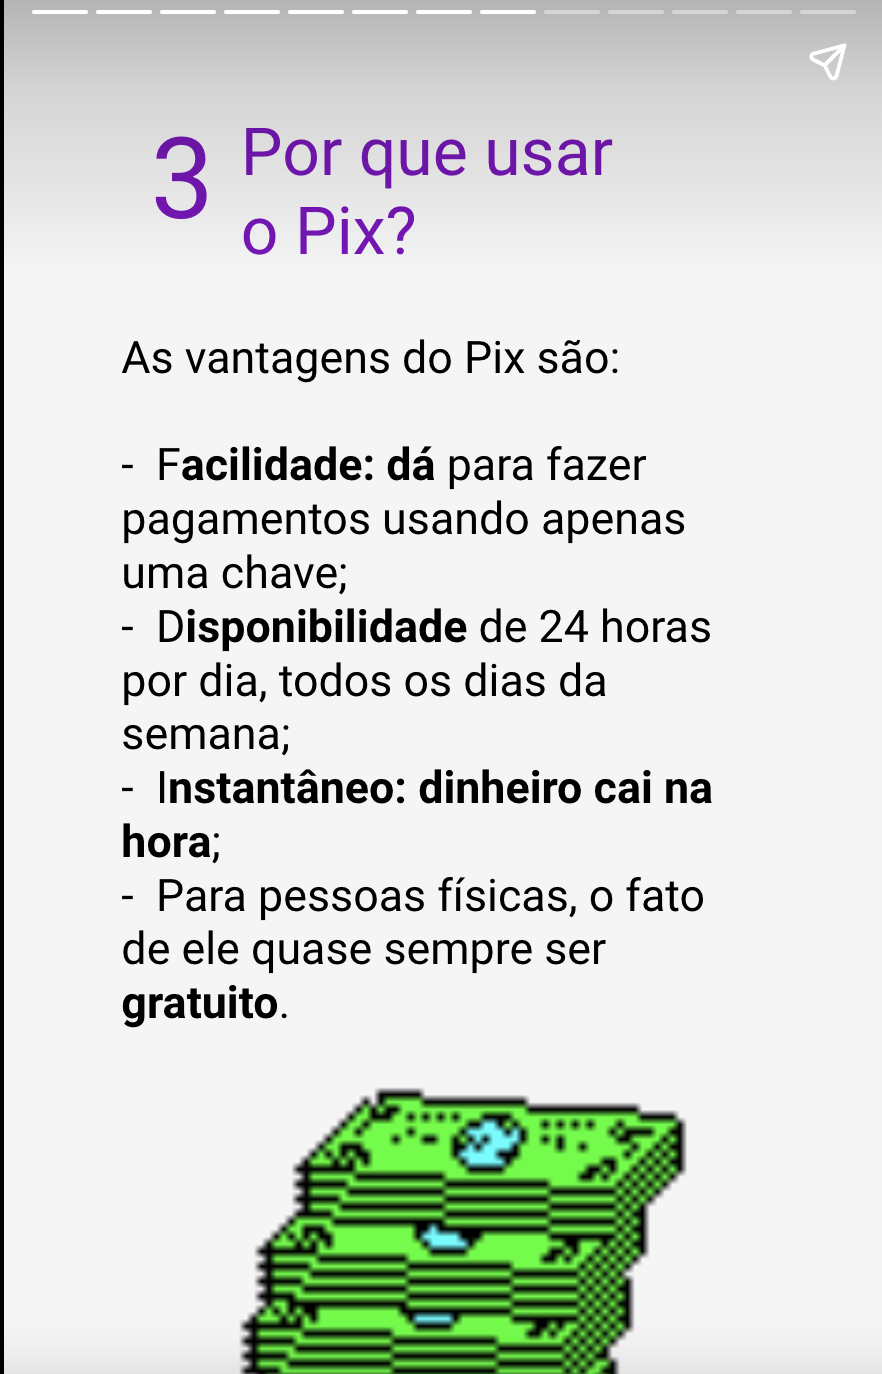 3 Por que usar
o Pix?
As vantagens do Pix são:
- Facilidade: dá para fazer
pagamentos usando apenas
uma chave;
- Disponibilidade de 24 horas
por dia, todos os dias da
semana;
- Instantâneo: dinheiro cai na
hora;
- Para pessoas físicas, o fato
de ele quase sempre ser
gratuito.